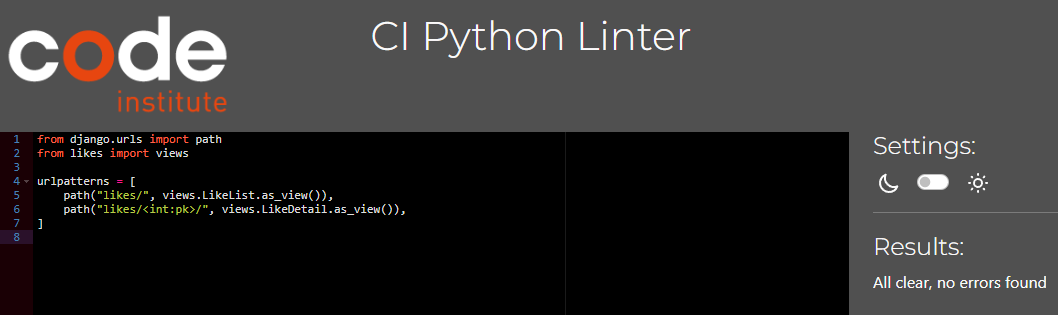 code
institute
CI Python Linter
1 from django.urls import path
2 from likes import views
3
4 urlpatterns = [
5     path("likes/", views.LikeList.as_view()),
6     path("likes/<int:pk>/", views.LikeDetail.as_view()),
7 ]
8
Settings:
Results:
All clear, no errors found